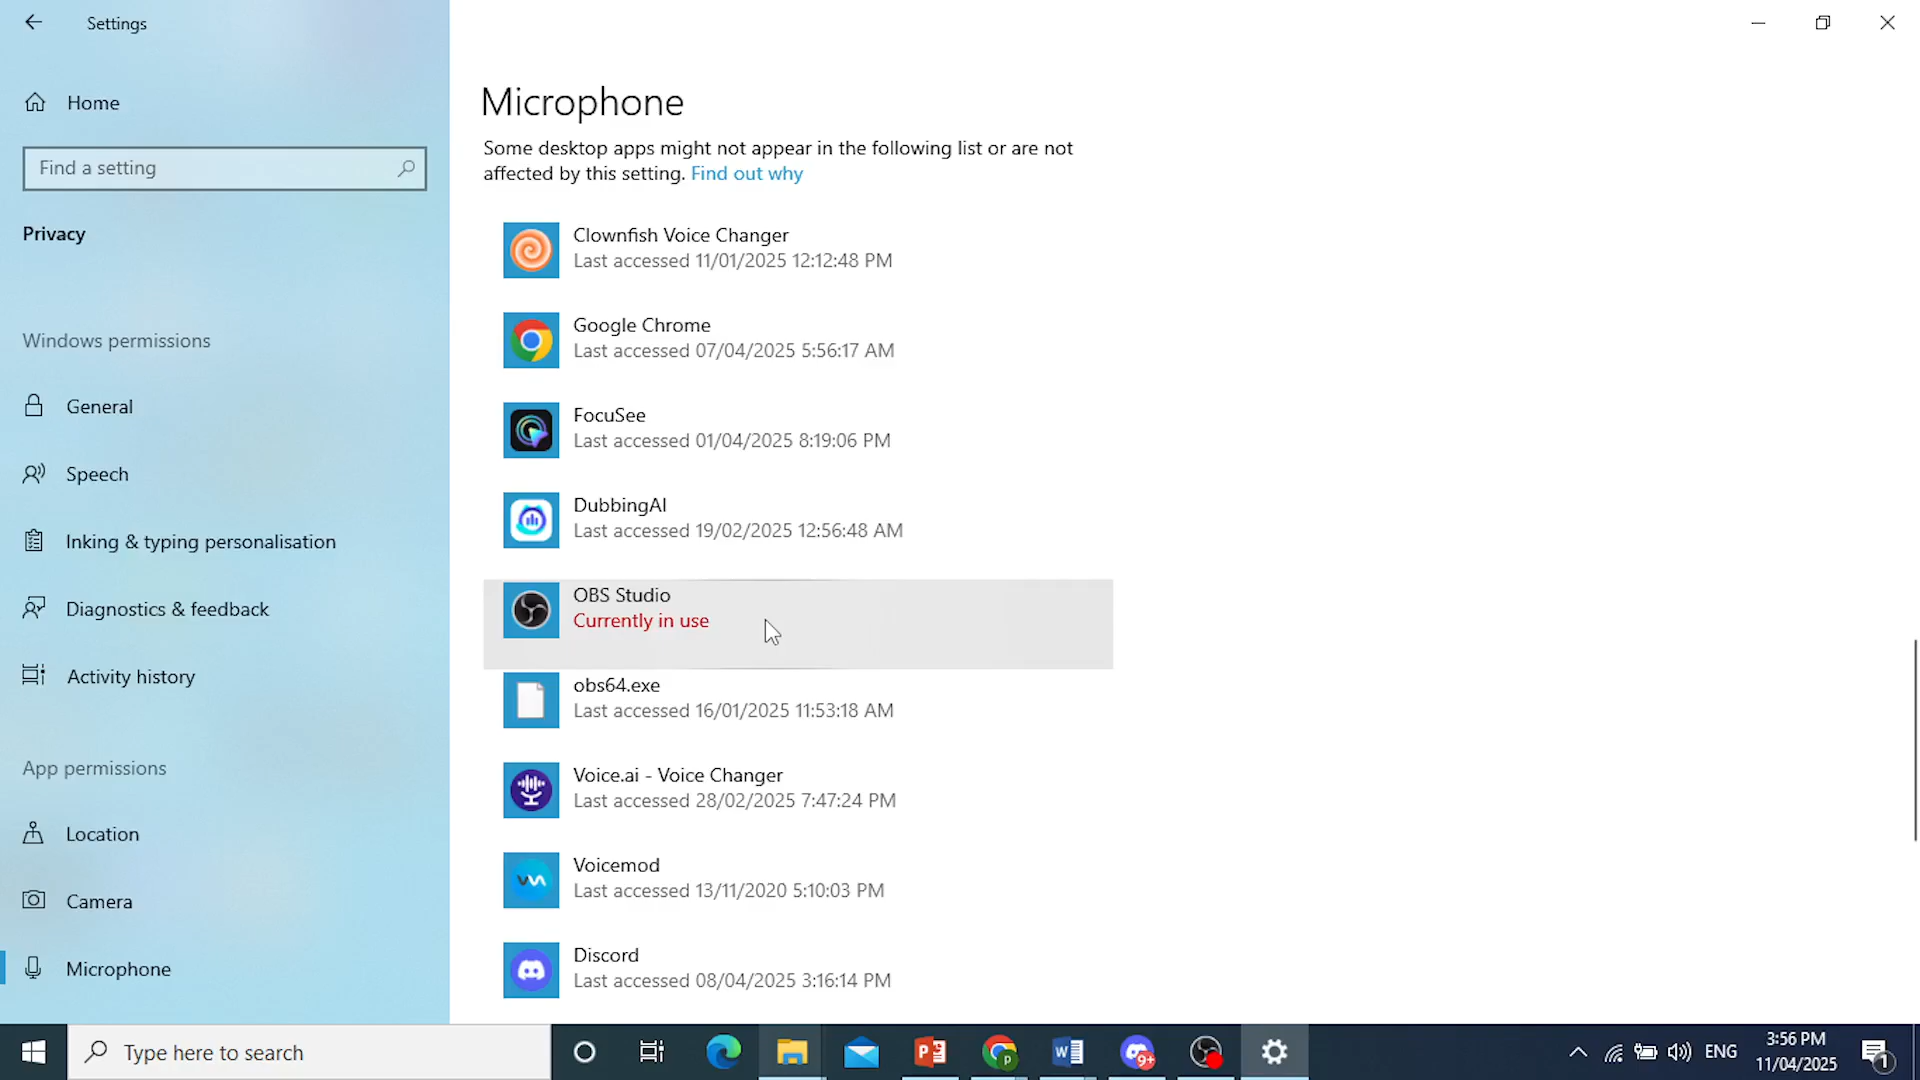 Settings
Home
Find a setting
Privacy
Windows permissions
General
Speech
Inking & typing personalisation
Diagnostics & feedback
Activity history
App permissions
Location
Camera
Microphone
Microphone
Some desktop apps might not appear in the following list or are not
affected by this setting. Find out why
Clownfish Voice Changer
Last accessed 11/01/2025 12:12:48 PM
Google Chrome
Last accessed 07/04/2025 5:56:17 AM
FocuSee
Last accessed 01/04/2025 8:19:06 PM
DubbingAI
Last accessed 19/02/2025 12:56:48 AM
OBS Studio
Currently in use
obs64.exe
Last accessed 16/01/2025 11:53:18 AM
Voice.ai - Voice Changer
Last accessed 28/02/2025 7:47:24 PM
Voicemod
Last accessed 13/11/2020 5:10:03 PM
Discord
Last accessed 08/04/2025 3:16:14 PM
Type here to search
9+
ENG
3:56 PM
11/04/2025
1